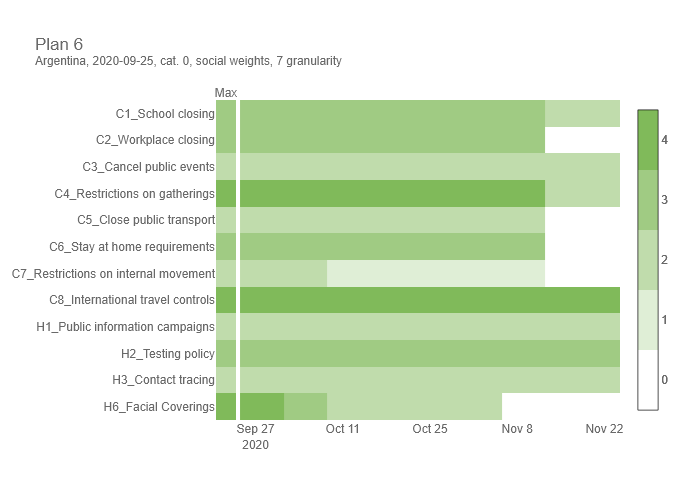 Plan 6
Argentina, 2020-09-25, cat. 0, social weights, 7 granularity
Max
C1_School closing
C2_Workplace closing
C3_Cancel public events
C4_Restrictions on gatherings
C5_Close public transport
C6_Stay at home requirements
C7_Restrictions on internal movement
C8_International travel controls
H1_Public information campaigns
H2_Testing policy
H3_Contact tracing
H6_Facial Coverings
Sep 27 Oct 11 Oct 25 Nov 8 Nov 22
2020
4
3
2
1
0